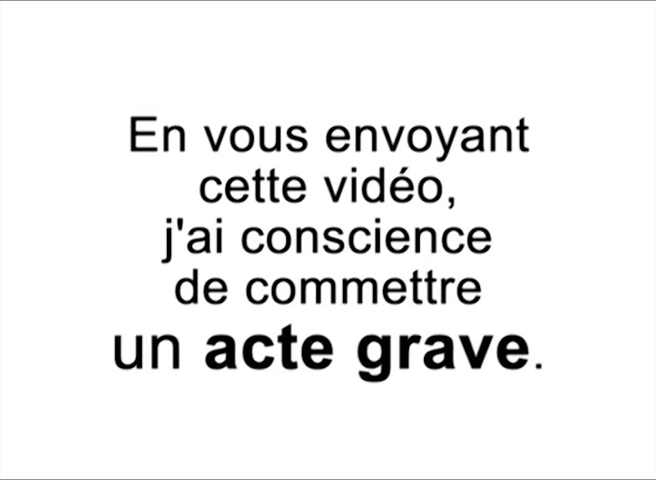 En vous envoyant
cette vidéo,
j'ai conscience
de commettre
un acte grave.